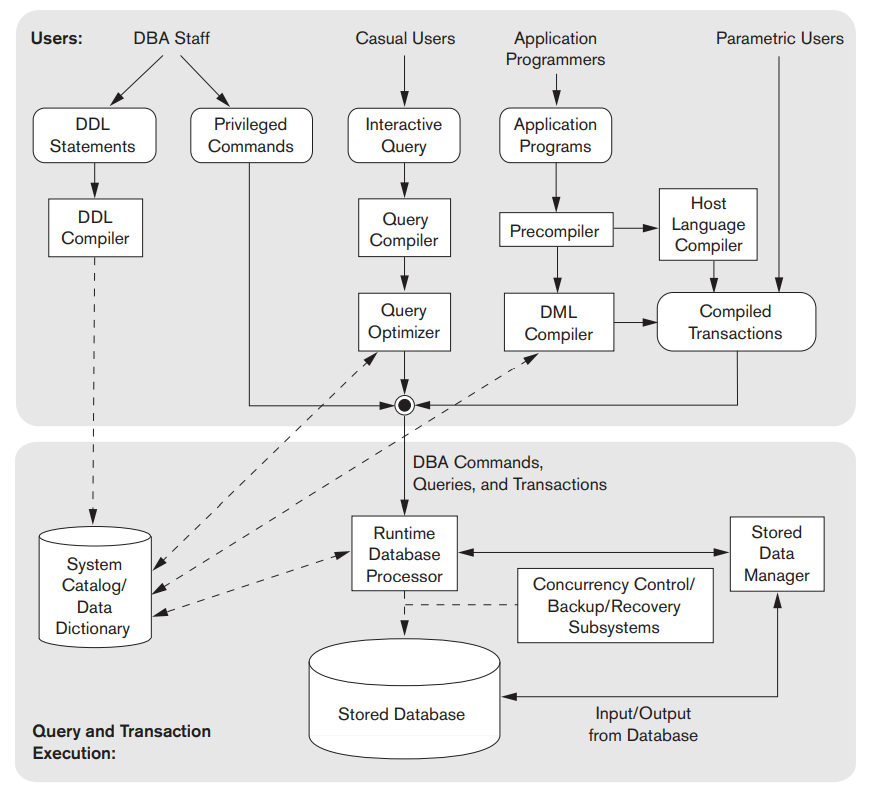 Users:
DBA Staff
Casual Users
Application
Programmers
Parametric Users
DDL
Statements
Privileged
Commands
Interactive
Query
Application
Programs
DDL
Compiler
Query
Compiler
Precompiler
Host
Language
Compiler
Query
Optimizer
DML
Compiler
Compiled
Transactions
DBA Commands,
Queries, and Transactions
System
Catalog/
Data
Dictionary
Runtime
Database
Processor
Stored
Data
Manager
Concurrency Control/
Backup/Recovery
Subsystems
Stored Database
Input/Output
from Database
Query and Transaction
Execution: